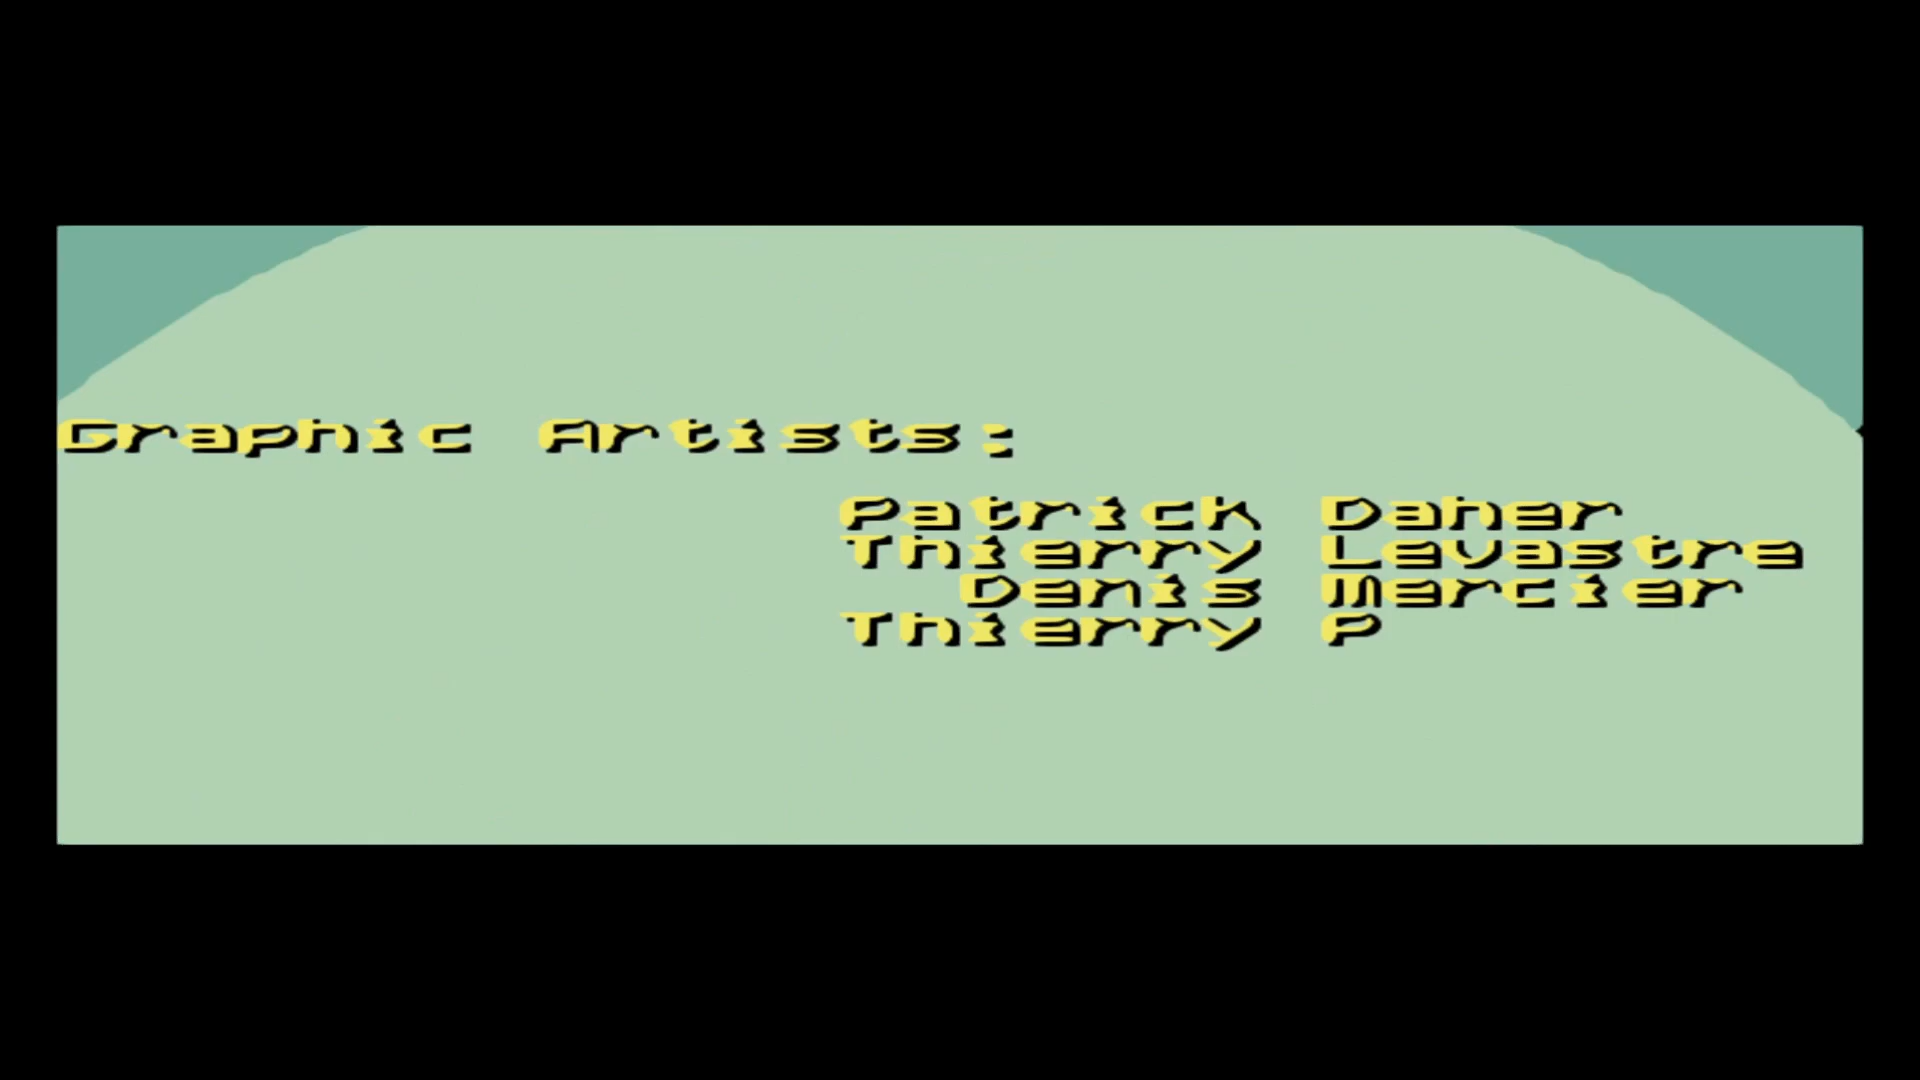 Graphic Artists:
Patrick Daher
Thierry Levastre
Denis Mercier
Thierry P